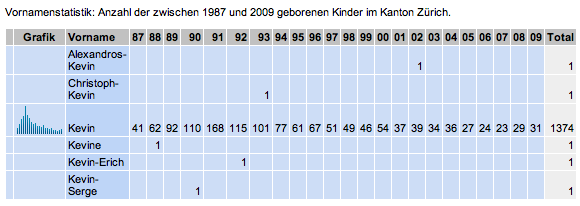 Vornamenstatistik: Anzahl der zwischen 1987 und 2009 geborenen Kinder im Kanton Zürich.
Grafik Vorname 87 88 89 90 91 92 93 94 95 96 97 98 99 00 01 02 03 04 05 06 07 08 09 Total
Alexandros-
Kevin 1 1
Christoph-
Kevin 1 1
Kevin 41 62 92 110 168 115 101 77 61 67 51 49 46 54 37 39 34 36 27 24 23 29 31 1374
Kevine 1 1
Kevin-Erich 1 1
Kevin-
Serge 1 1